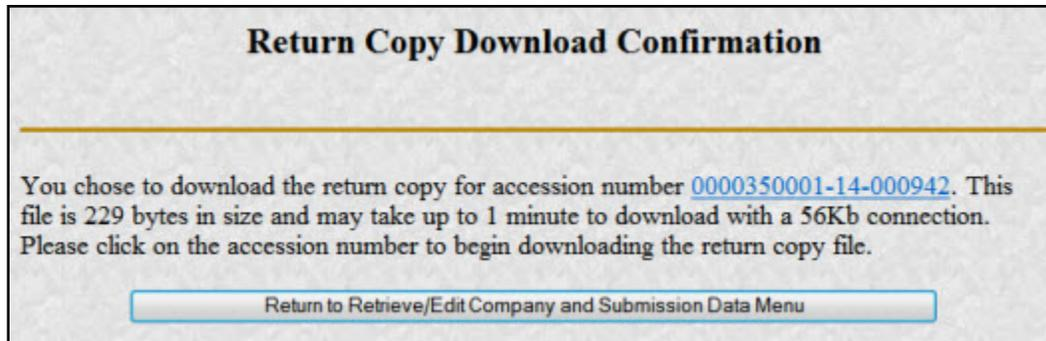 Return Copy Download Confirmation
You chose to download the return copy for accession number 0000350001-14-000942. This
file is 229 bytes in size and may take up to 1 minute to download with a 56Kb connection.
Please click on the accession number to begin downloading the return copy file.
Return to Retrieve/Edit Company and Submission Data Menu